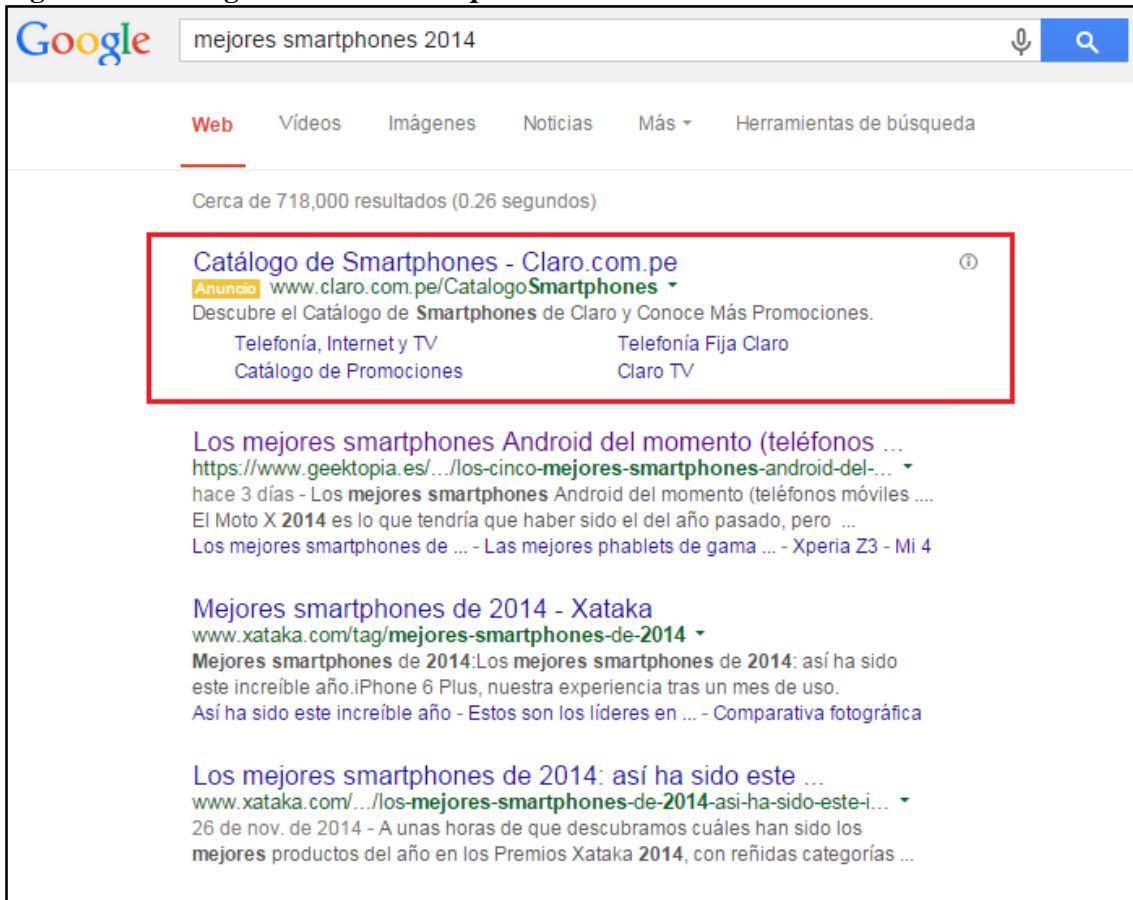 Google mejores smartphones 2014
Web Vídeos Imágenes Noticias Más Herramientas de búsqueda
Cerca de 718,000 resultados (0.26 segundos)
Catálogo de Smartphones - Claro.com.pe
Anuncio www.claro.com.pe/CatalogoSmartphones
Descubre el Catálogo de Smartphones de Claro y Conoce Más Promociones.
Telefonía, Internet y TV Telefonía Fija Claro
Catálogo de Promociones Claro TV
Los mejores smartphones Android del momento (teléfonos ...
https://www.geektopia.es/.../los-cinco-mejores-smartphones-android-del-...
hace 3 días - Los mejores smartphones Android del momento (teléfonos móviles ....
El Moto X 2014 es lo que tendría que haber sido el del año pasado, pero ...
Los mejores smartphones de ... - Las mejores phablets de gama ... - Xperia Z3 - Mi 4
Mejores smartphones de 2014 - Xataka
www.xataka.com/tag/mejores-smartphones-de-2014
Mejores smartphones de 2014:Los mejores smartphones de 2014: así ha sido
este increíble año.iPhone 6 Plus, nuestra experiencia tras un mes de uso.
Así ha sido este increíble año - Estos son los líderes en ... - Comparativa fotográfica
Los mejores smartphones de 2014: así ha sido este ...
www.xataka.com/.../los-mejores-smartphones-de-2014-asi-ha-sido-este-i...
26 de nov. de 2014 - A unas horas de que descubramos cuáles han sido los
mejores productos del año en los Premios Xataka 2014, con reñidas categorías ...